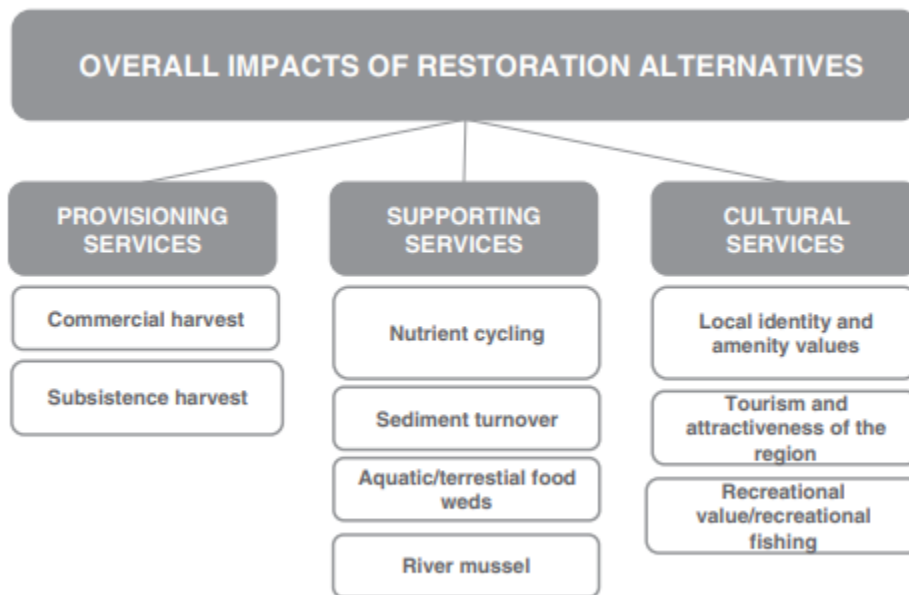 OVERALL IMPACTS OF RESTORATION ALTERNATIVES
PROVISIONING
SERVICES
Commercial harvest
Subsistence harvest
SUPPORTING
SERVICES
Nutrient cycling
Sediment turnover
Aquatic/terrestial food
weds
River mussel
CULTURAL
SERVICES
Local identity and
amenity values
Tourism and
attractiveness of the
region
Recreational
value/recreational
fishing